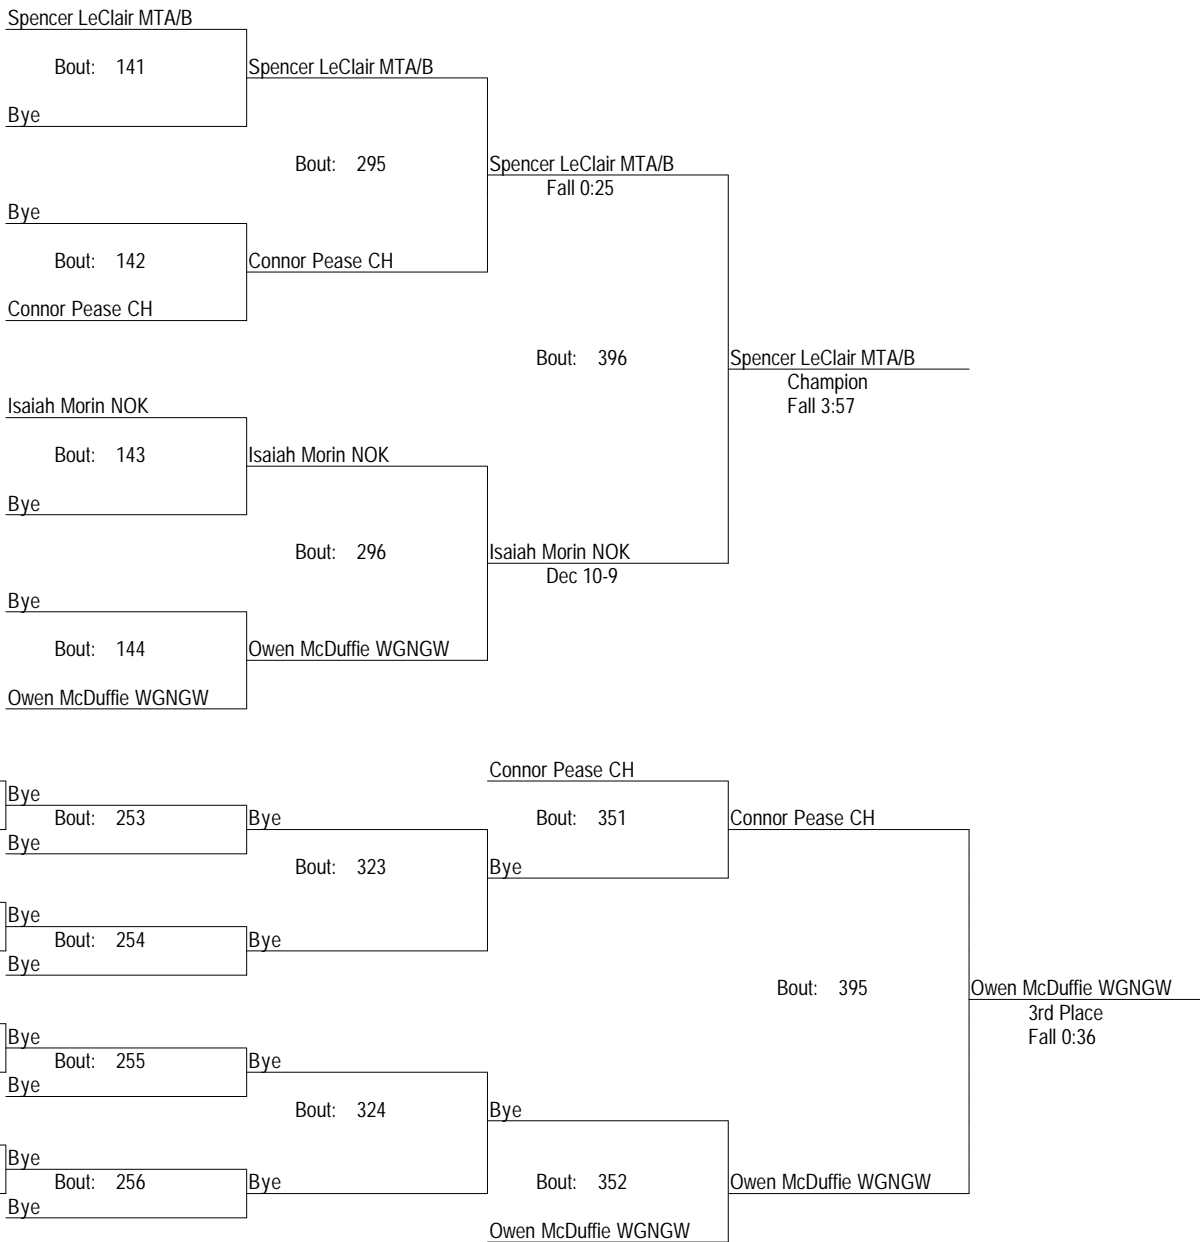 Spencer LeClair MTA/B
Bout: 141
Spencer LeClair MTA/B
Bye
Bout: 295
Spencer LeClair MTA/B
Fall 0:25
Bye
Bout: 142
Connor Pease CH
Connor Pease CH
Bout: 396
Spencer LeClair MTA/B
Champion
Fall 3:57
Isaiah Morin NOK
Bout: 143
Isaiah Morin NOK
Bye
Bout: 296
Isaiah Morin NOK
Dec 10-9
Bye
Bout: 144
Owen McDuffie WGNGW
Owen McDuffie WGNGW
Connor Pease CH
Bye
Bout: 253
Bye
Bout: 351
Connor Pease CH
Bye
Bout: 323
Bye
Bye
Bout: 254
Bye
Bye
Bout: 395
Owen McDuffie WGNGW
3rd Place
Fall 0:36
Bye
Bout: 255
Bye
Bye
Bout: 324
Bye
Bye
Bout: 256
Bye
Bout: 352
Owen McDuffie WGNGW
Bye
Owen McDuffie WGNGW